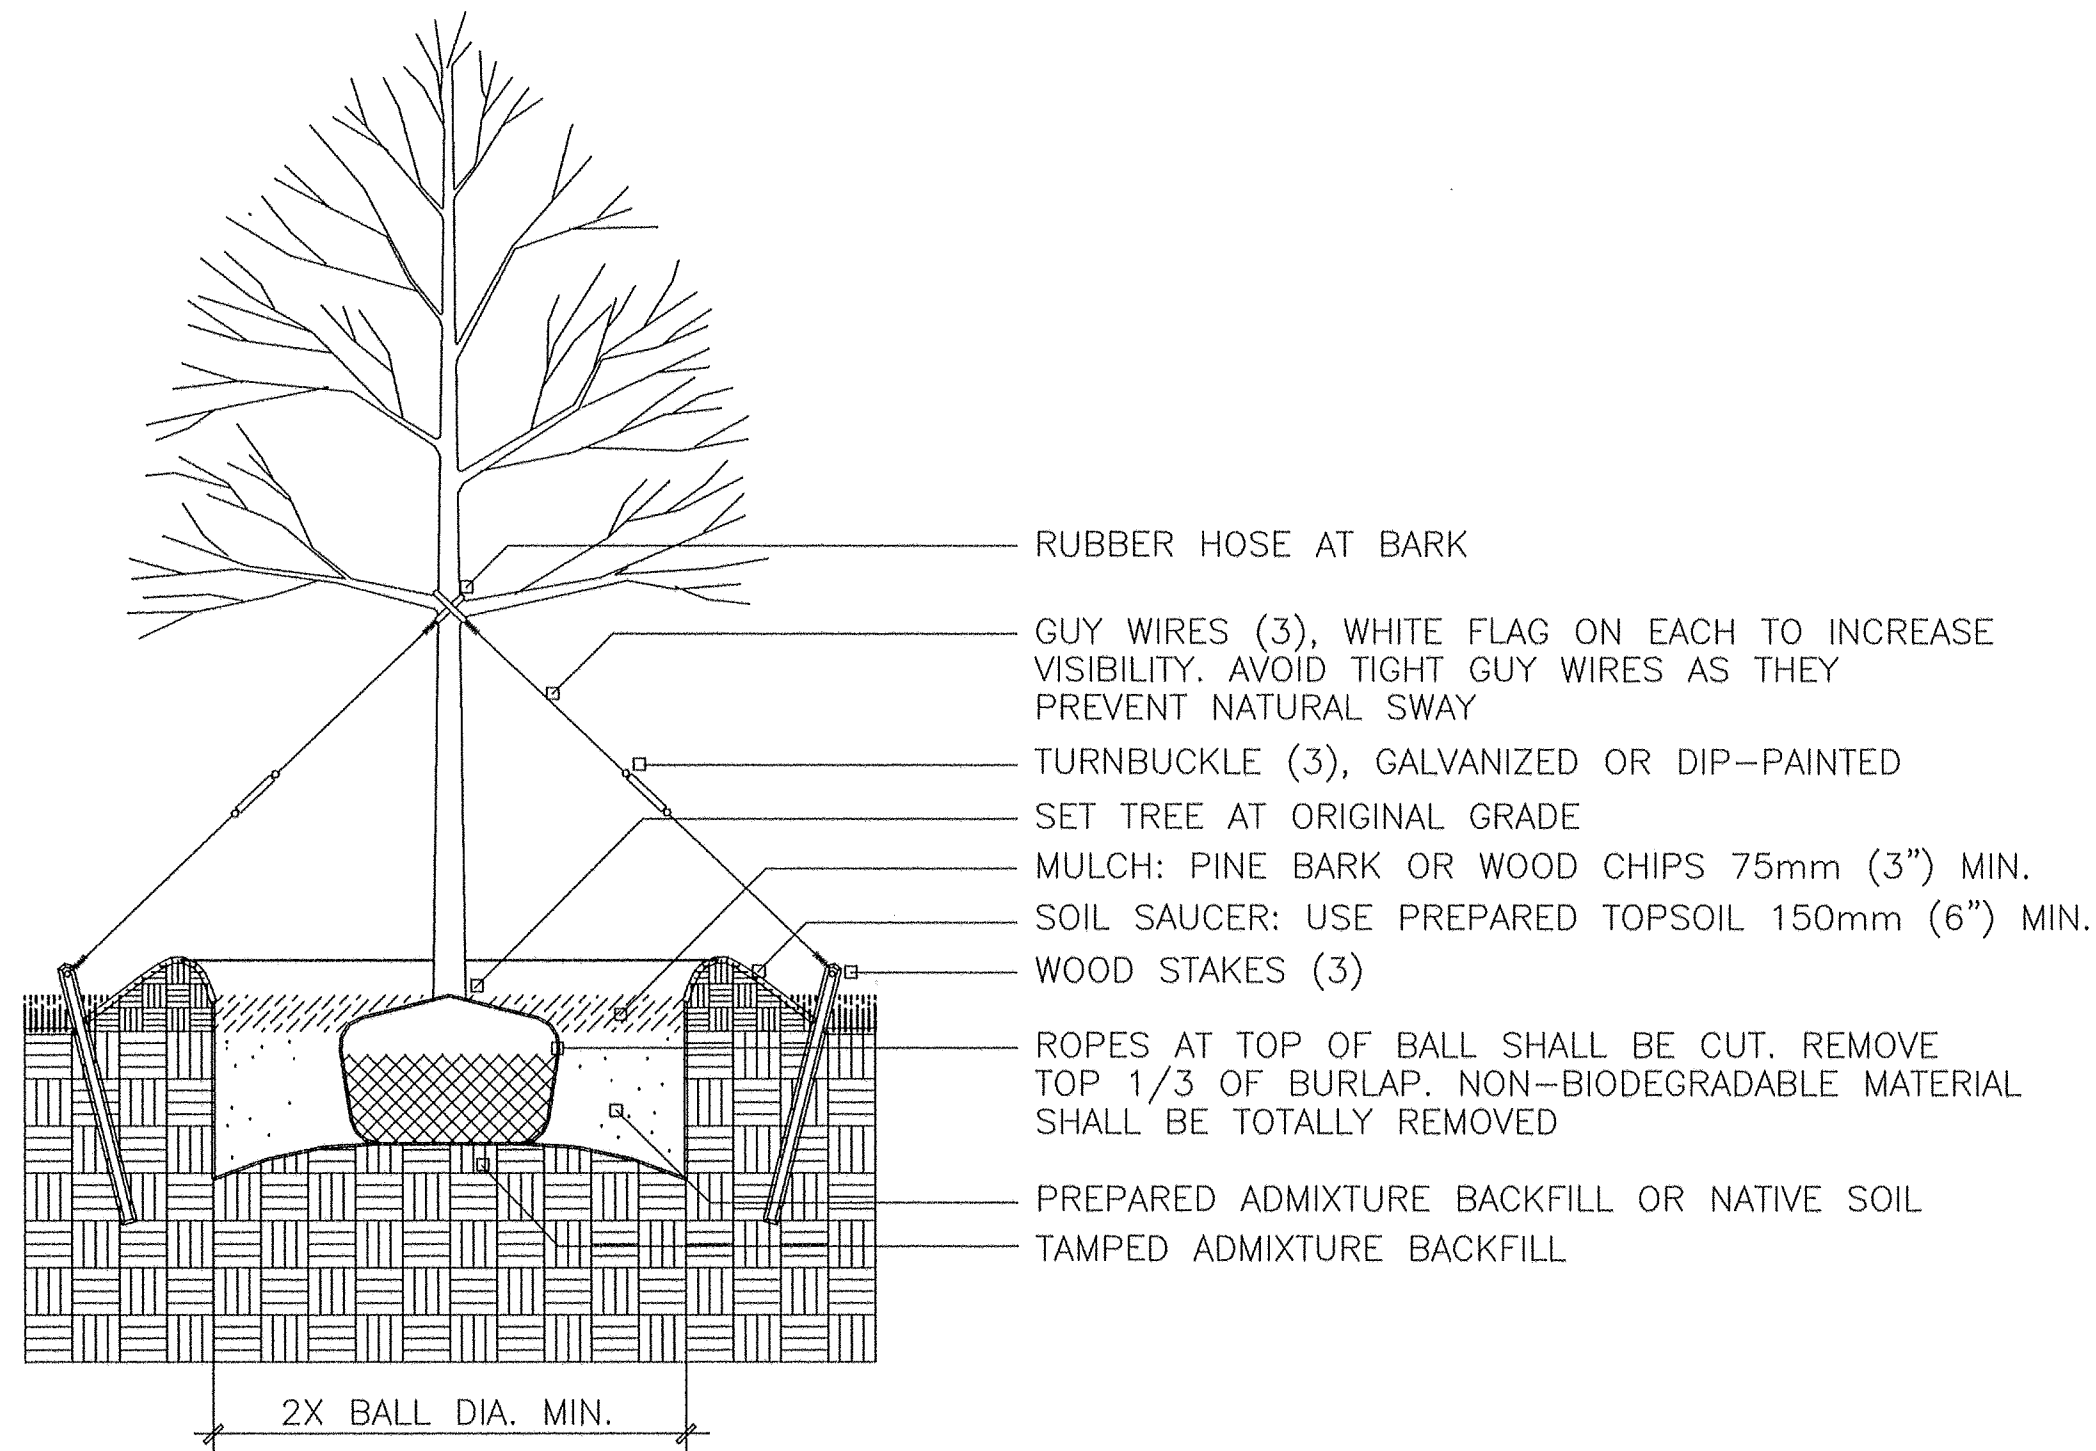 RUBBER HOSE AT BARK
GUY WIRES (3), WHITE FLAG ON EACH TO INCREASE
VISIBILITY. AVOID TIGHT GUY WIRES AS THEY
PREVENT NATURAL SWAY
TURNBUCKLE (3), GALVANIZED OR DIP-PAINTED
SET TREE AT ORIGINAL GRADE
MULCH: PINE BARK OR WOOD CHIPS 75mm (3") MIN.
SOIL SAUCER: USE PREPARED TOPSOIL 150mm (6") MIN.
WOOD STAKES (3)
ROPES AT TOP OF BALL SHALL BE CUT. REMOVE
TOP 1/3 OF BURLAP. NON-BIODEGRADABLE MATERIAL
SHALL BE TOTALLY REMOVED
PREPARED ADMIXTURE BACKFILL OR NATIVE SOIL
TAMPED ADMIXTURE BACKFILL
2X BALL DIA. MIN.